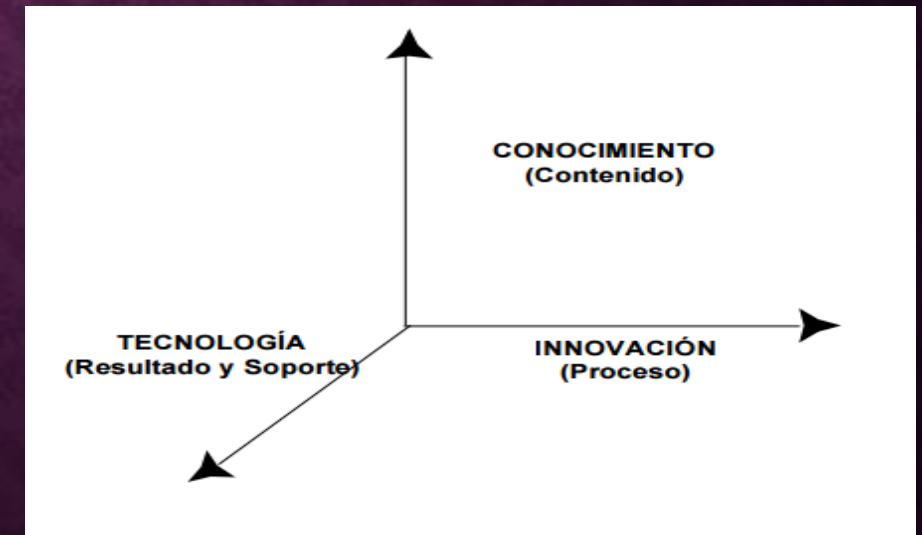 CONOCIMIENTO
(Contenido)
TECNOLOGÍA
(Resultado y Soporte)
INNOVACIÓN
(Proceso)